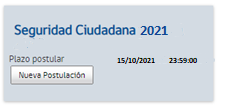 Seguridad Ciudadana 2021
Plazo postular 15/10/2021 23:59:00
Nueva Postulación